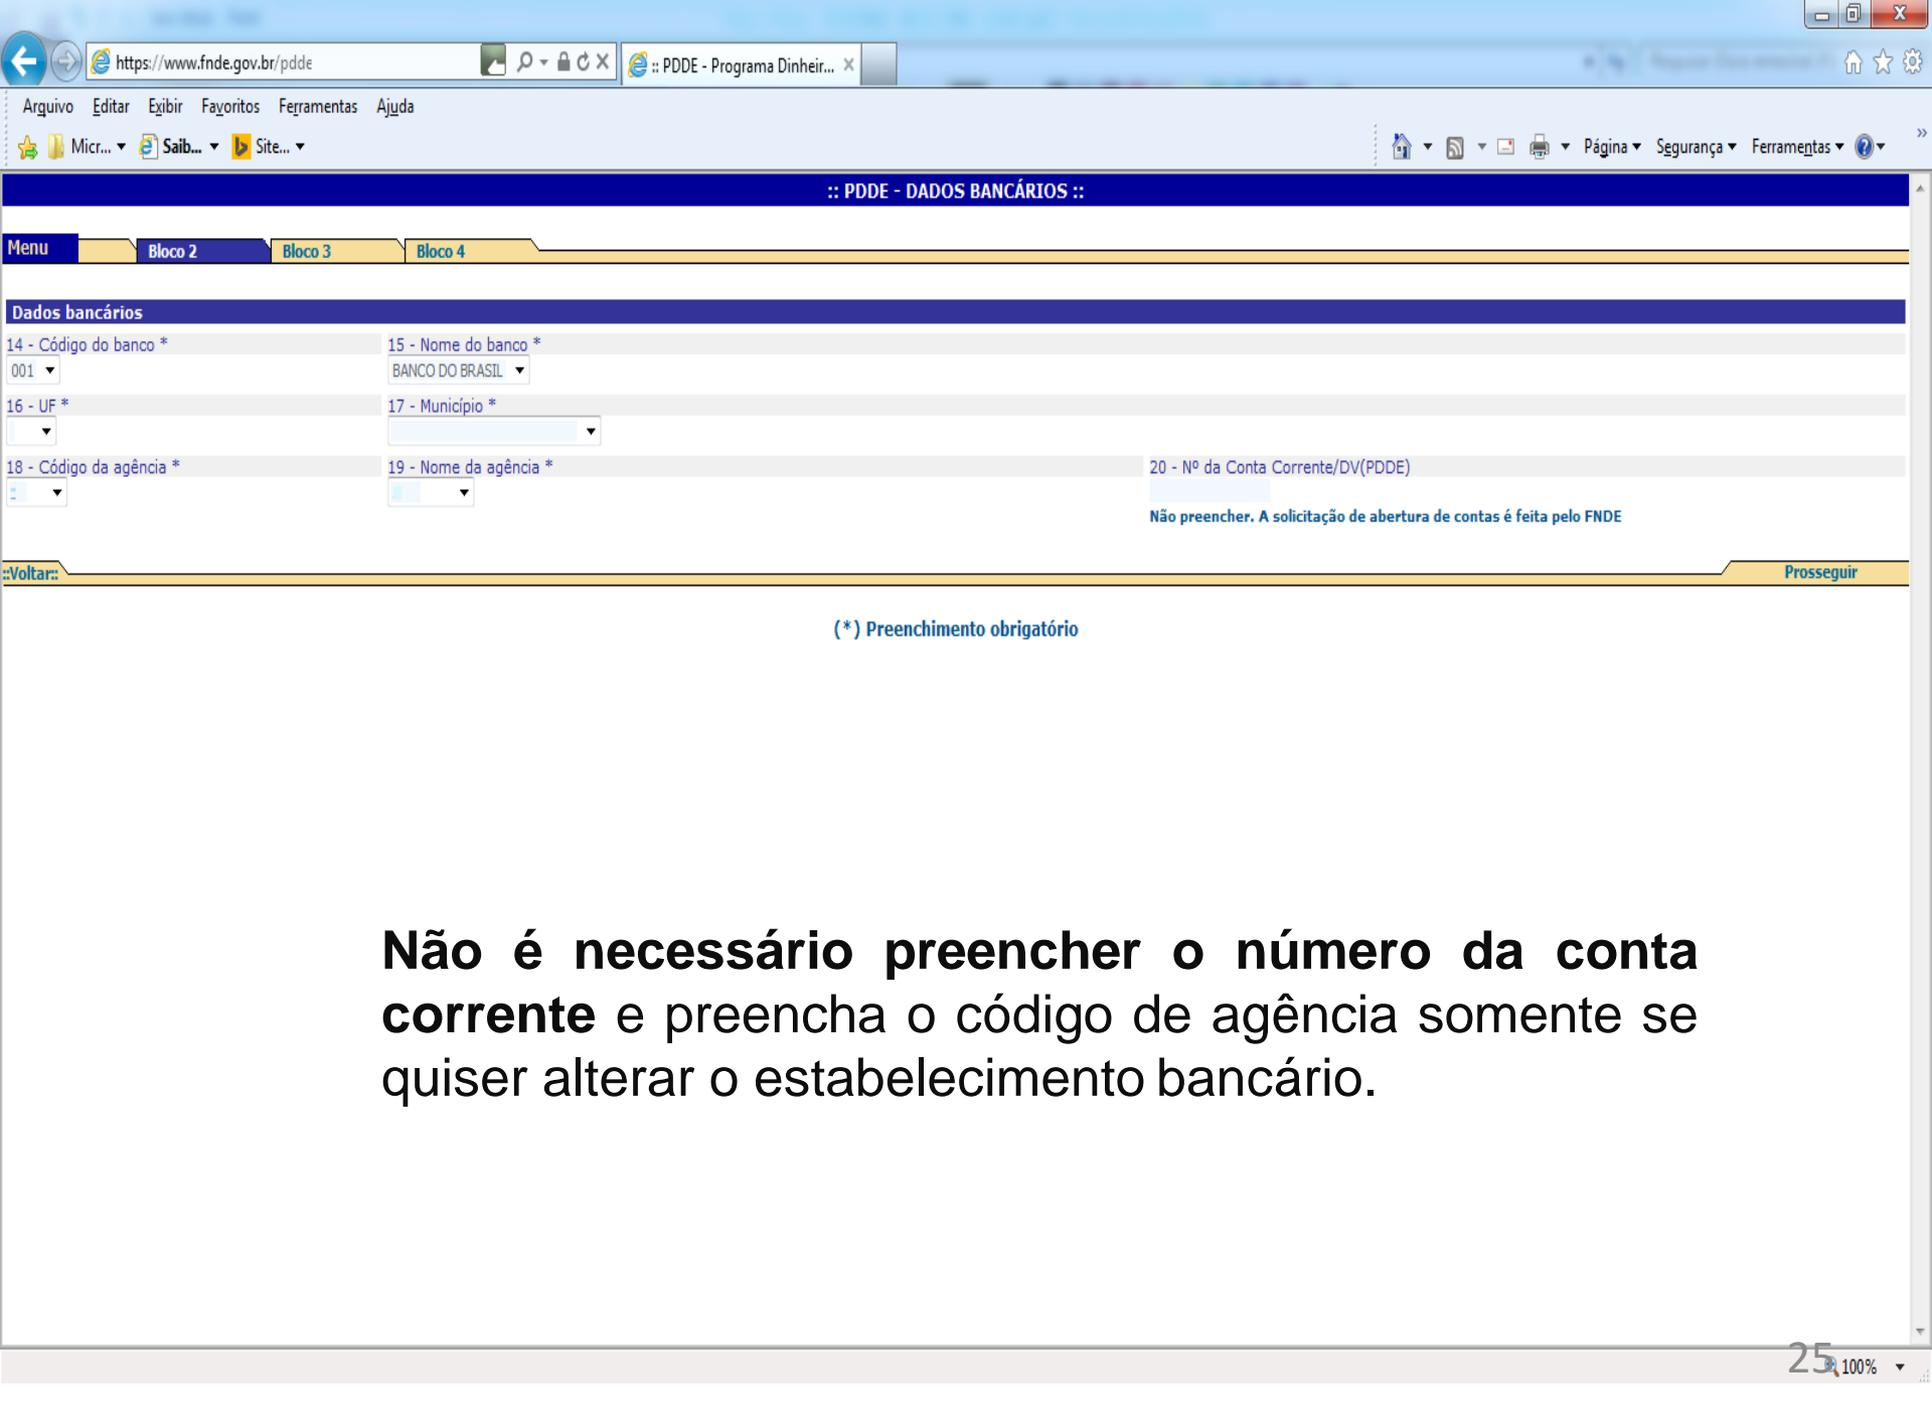 https://www.fnde.gov.br/pdde
:: PDDE - Programa Dinheir...
Arquivo Editar Exibir Favoritos Ferramentas Ajuda
Micr... Saib... Site... Página Segurança Ferramentas
:: PDDE - DADOS BANCÁRIOS ::
Menu Bloco 2 Bloco 3 Bloco 4
Dados bancários
14 - Código do banco * 15 - Nome do banco *
001 BANCO DO BRASIL
16 - UF * 17 - Município *
18 - Código da agência * 19 - Nome da agência * 20 - Nº da Conta Corrente/DV(PDDE)
Não preencher. A solicitação de abertura de contas é feita pelo FNDE
::Voltar:: Prosseguir
(*) Preenchimento obrigatório
Não é necessário preencher o número da conta
corrente e preencha o código de agência somente se
quiser alterar o estabelecimento bancário.
25
100%